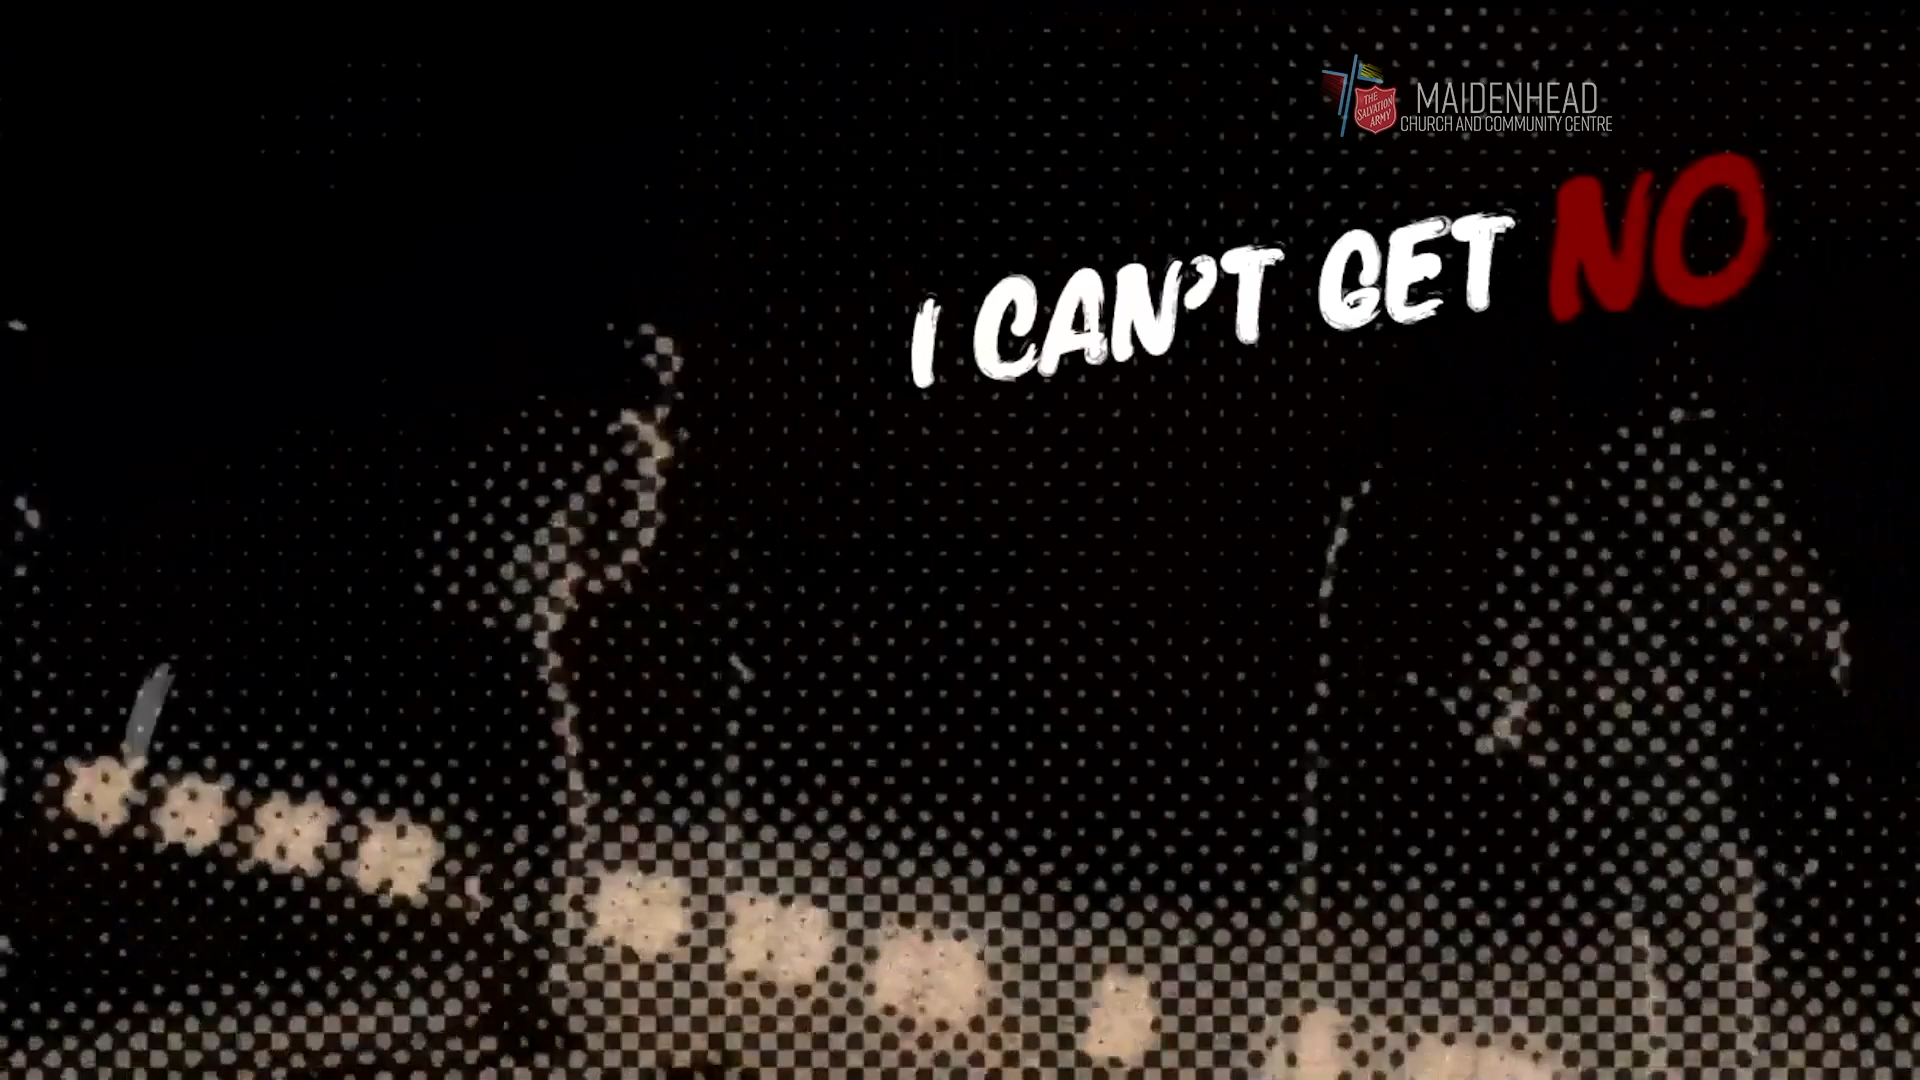 THE
SALVATION
ARMY
MAIDENHEAD
CHURCH AND COMMUNITY CENTRE
I CAN'T GET NO